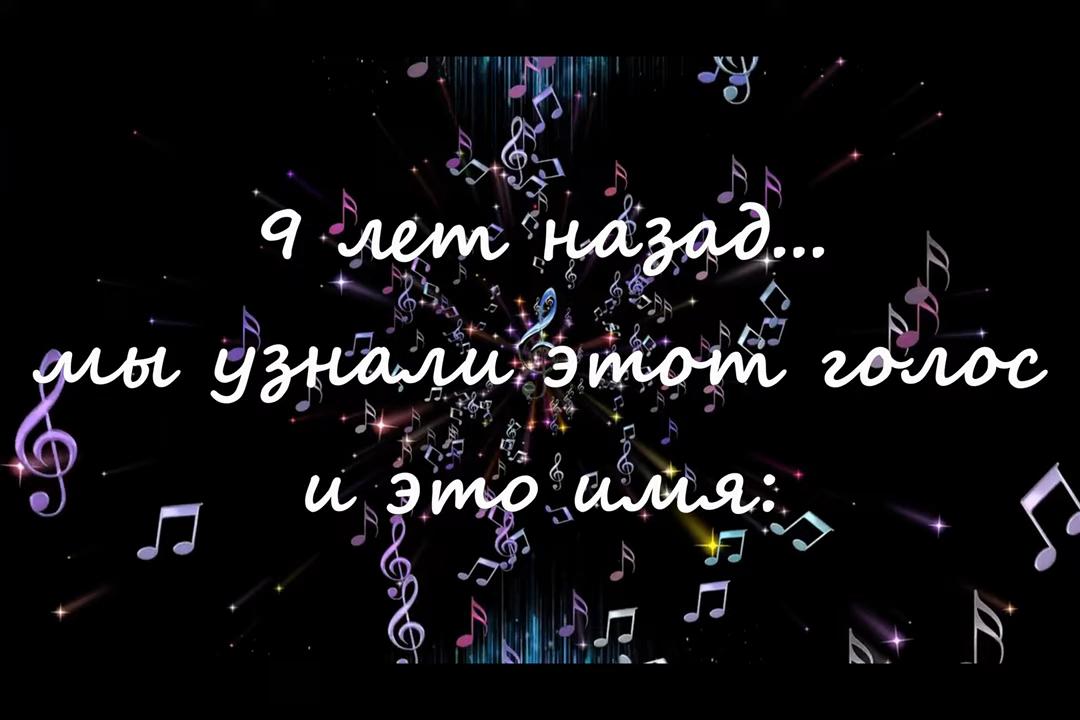 9 лет назад...
мы узнали этот голос
и это имя: